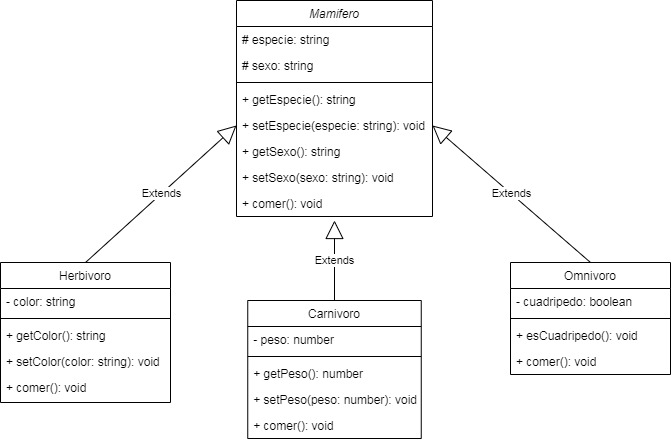 Mamífero
# especie: string
# sexo: string
+ getEspecie(): string
+ setEspecie(especie: string): void
+ getSexo(): string
+ setSexo(sexo: string): void
+ comer(): void
Extends
Extends
Extends
Herbivoro
- color: string
+ getColor(): string
+ setColor(color: string): void
+ comer(): void
Carnivoro
- peso: number
+ getPeso(): number
+ setPeso(peso: number): void
+ comer(): void
Omnivoro
- cuadripedo: boolean
+ esCuadripedo(): void
+ comer(): void